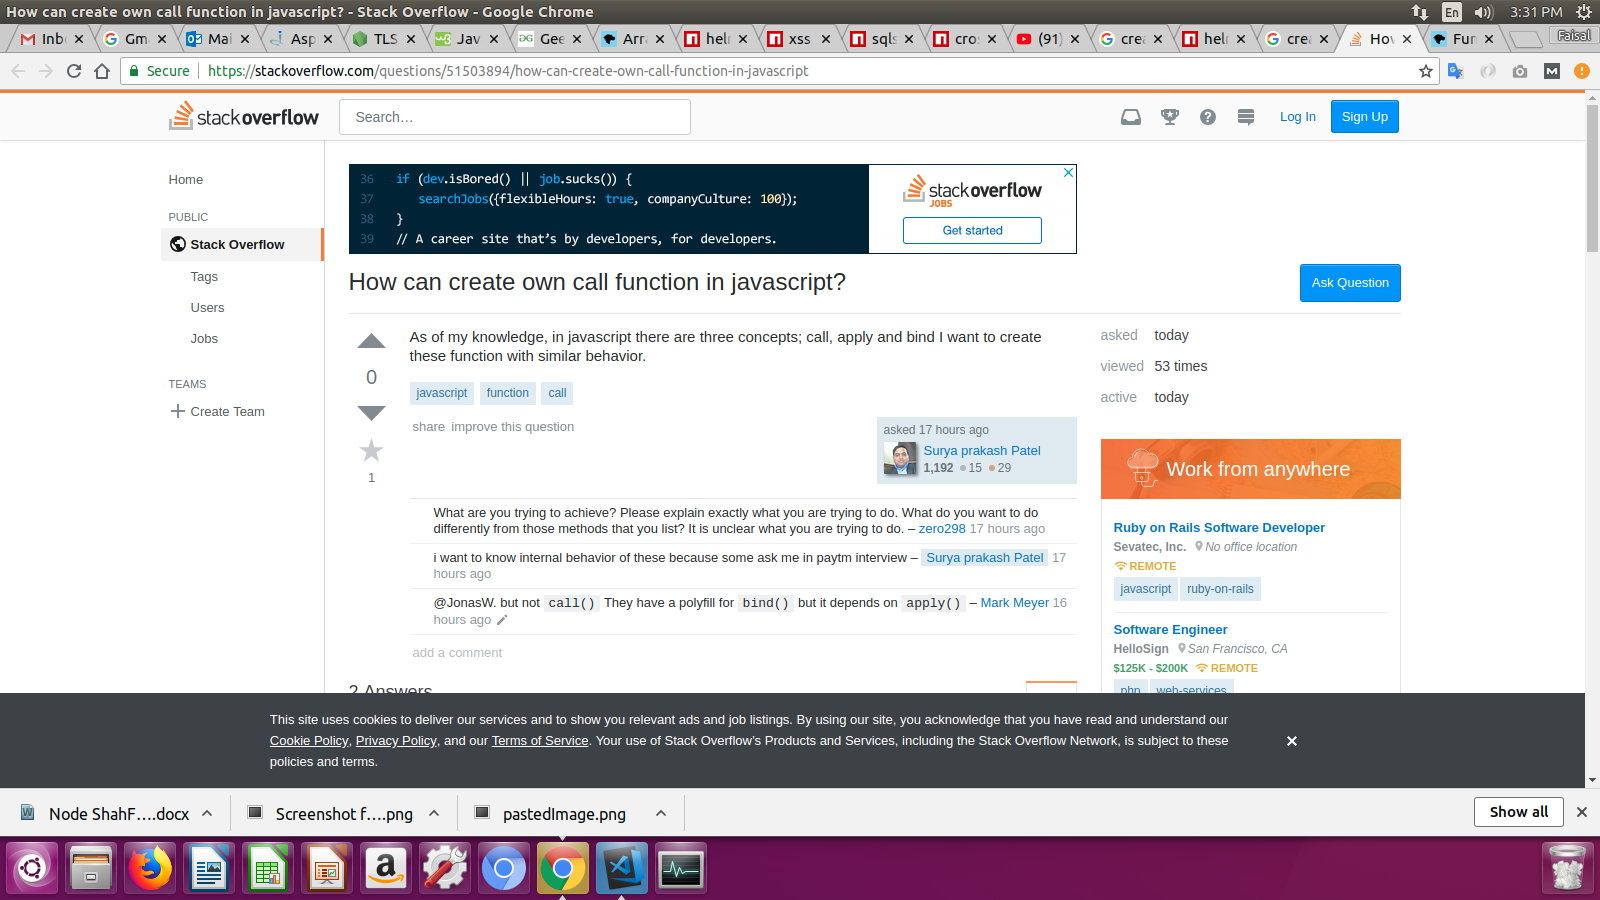 How can create own call function in javascript? - Stack Overflow - Google Chrome
En
3:31 PM
Inb
Gm
Mai
Asp
TLS
Jav
Gee
Arr
helm
xss
sqls
cros
(91)
crea
crea
Hov
Fun
Faisal
Secure
https://stackoverflow.com/questions/51503894/how-can-create-own-call-function-in-javascript
stackoverflow
Search…
Log In
Sign Up
Home
PUBLIC
Stack Overflow
Tags
Users
Jobs
TEAMS
Create Team
36 if (dev.isBored() || job.sucks()) {
37 searchJobs({flexibleHours: true, companyCulture: 100});
38 }
39 // A career site that's by developers, for developers.
stackoverflow
JOBS
Get started
How can create own call function in javascript?
Ask Question
0
1
As of my knowledge, in javascript there are three concepts; call, apply and bind I want to create
these function with similar behavior.
javascript function call
share improve this question
asked 17 hours ago
Surya prakash Patel
1,192 15 29
What are you trying to achieve? Please explain exactly what you are trying to do. What do you want to do
differently from those methods that you list? It is unclear what you are trying to do. – zero298 17 hours ago
i want to know internal behavior of these because some ask me in paytm interview – Surya prakash Patel 17
hours ago
@JonasW. but not call() They have a polyfill for bind() but it depends on apply() – Mark Meyer 16
hours ago
add a comment
2 Answers
asked today
viewed 53 times
active today
Work from anywhere
Ruby on Rails Software Developer
Sevatec, Inc. No office location
REMOTE
javascript ruby-on-rails
Software Engineer
HelloSign San Francisco, CA
$125K - $200K REMOTE
php web-services
This site uses cookies to deliver our services and to show you relevant ads and job listings. By using our site, you acknowledge that you have read and understand our
Cookie Policy, Privacy Policy, and our Terms of Service. Your use of Stack Overflow's Products and Services, including the Stack Overflow Network, is subject to these
policies and terms.
Node ShahF....docx
Screenshot f....png
pastedImage.png
Show all